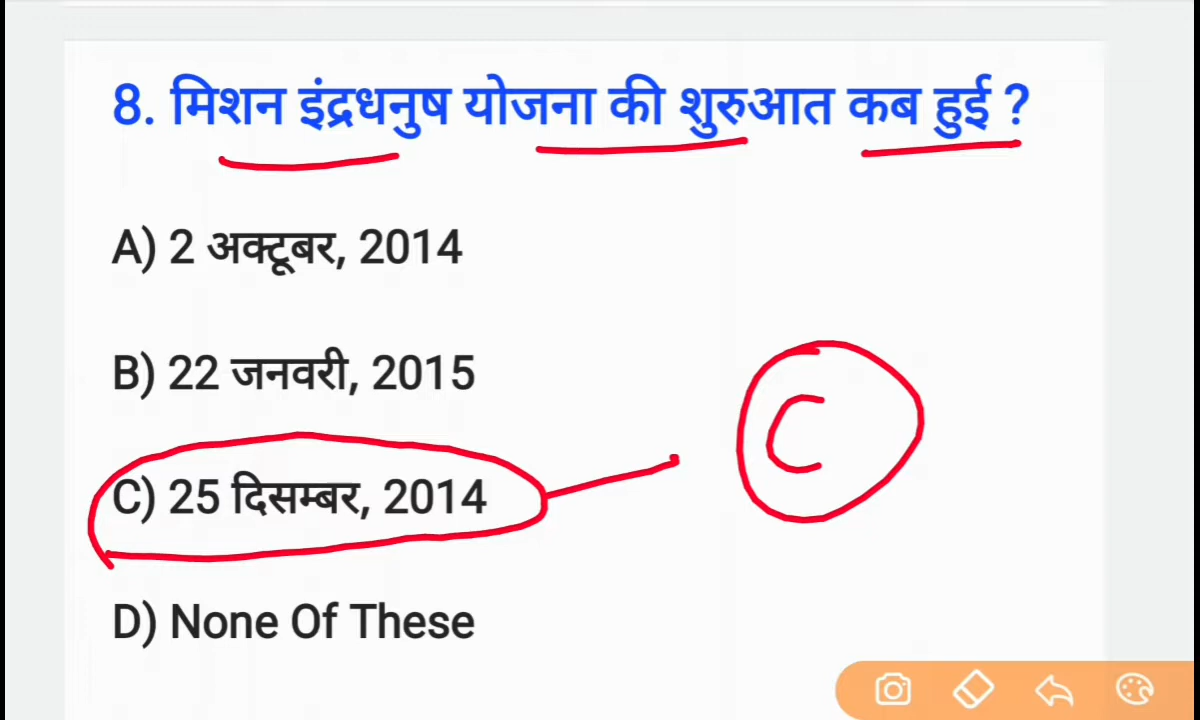 8. मिशन इंद्रधनुष योजना की शुरुआत कब हुई ?
A) 2 अक्टूबर, 2014
B) 22 जनवरी, 2015
C) 25 दिसम्बर, 2014
C
D) None Of These